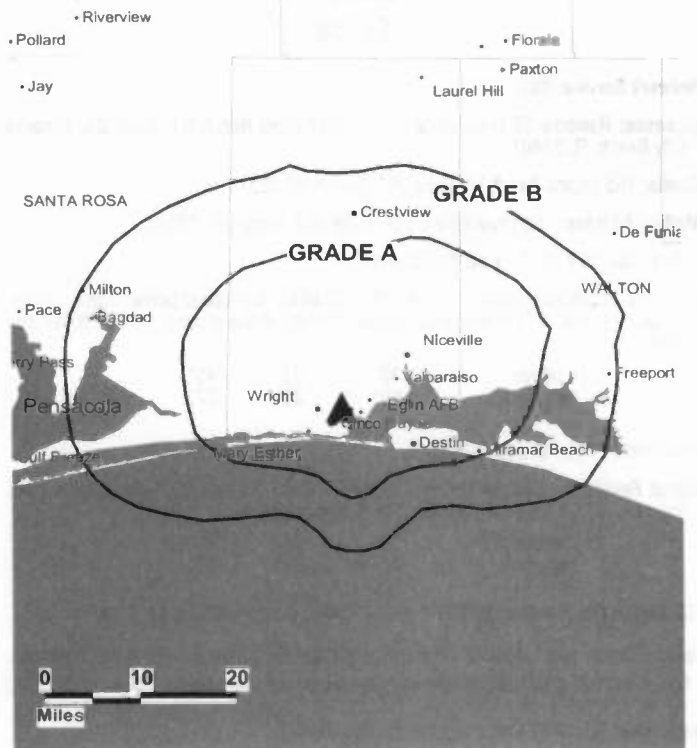 Riverview
Pollard
Florala
Paxton
Jay
Laurel Hill
SANTA ROSA
GRADE B
Crestview
De Funia
GRADE A
WALTON
Milton
Pace
Bagdad
Niceville
rry Pass
Valparaiso
Freeport
Pensacola
Wright
Eglin AFB
Cinco Bayou
Destin
Gulf Breeze
Mary Esther
Miramar Beach
0 10 20
Miles